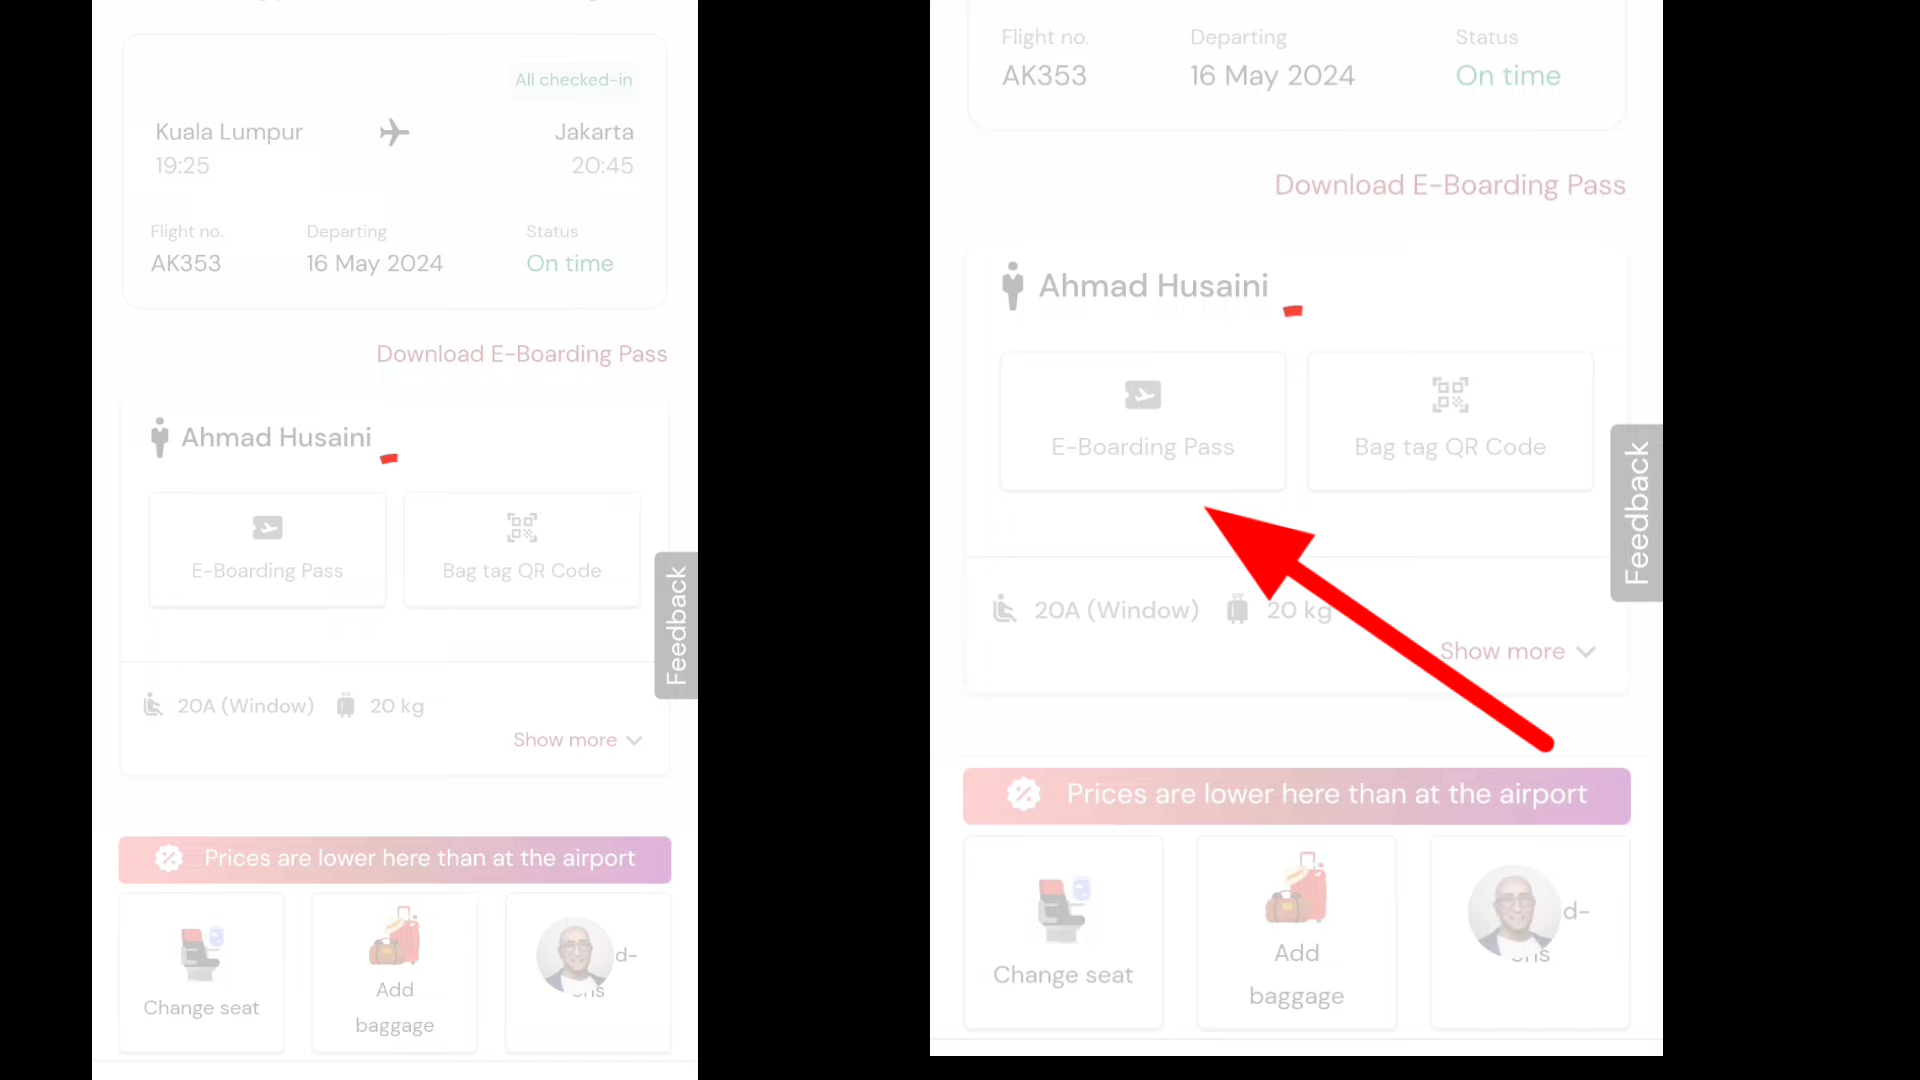 All checked-in
Kuala Lumpur
Jakarta
19:25
20:45
Flight no.
Departing
Status
AK353
16 May 2024
On time
Download E-Boarding Pass
Ahmad Husaini
E-Boarding Pass
Bag tag QR Code
Feedback
20A (Window)
20 kg
Show more
Prices are lower here than at the airport
Change seat
Add
baggage
d-
Flight no.
Departing
Status
AK353
16 May 2024
On time
Download E-Boarding Pass
Ahmad Husaini
E-Boarding Pass
Bag tag QR Code
Feedback
20A (Window)
20 kg
Show more
Prices are lower here than at the airport
Change seat
Add
baggage
d-